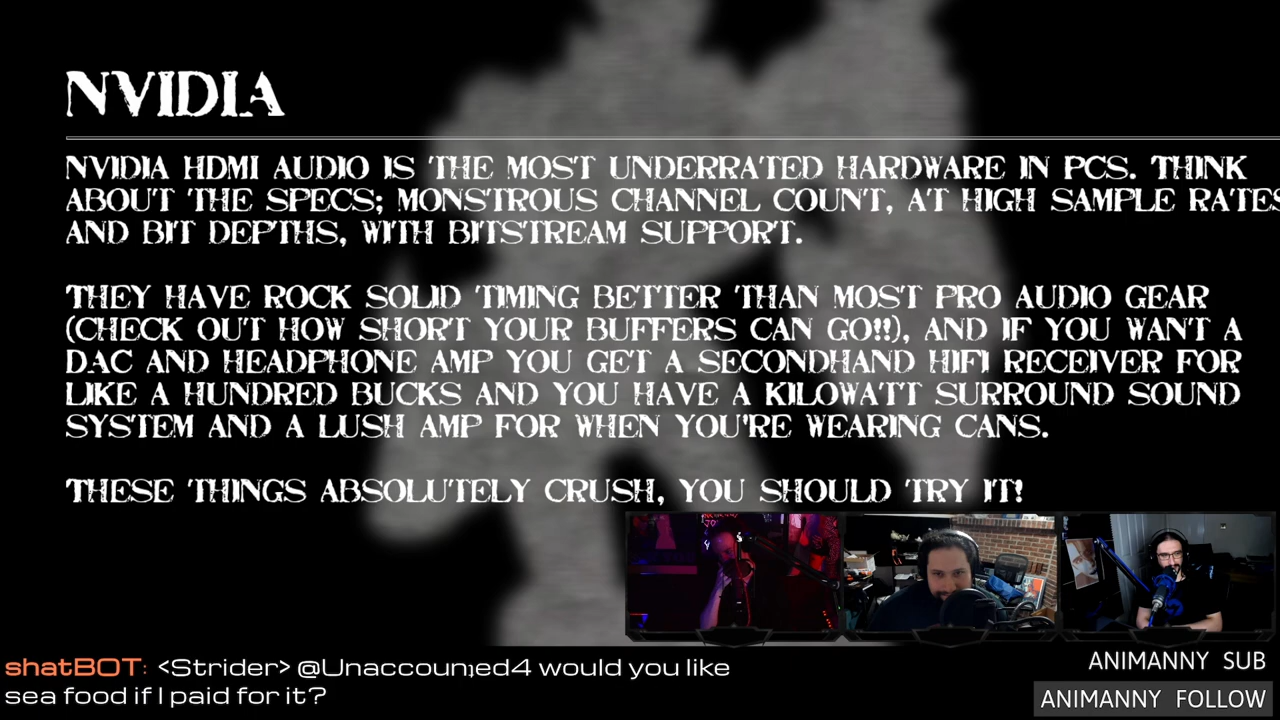 NVIDIA
NVIDIA HDMI AUDIO IS THE MOST UNDERRATED HARDWARE IN PCS. THINK
ABOUT THE SPECS; MONSTROUS CHANNEL COUNT, AT HIGH SAMPLE RATES
AND BIT DEPTHS, WITH BITSTREAM SUPPORT.
THEY HAVE ROCK SOLID TIMING BETTER THAN MOST PRO AUDIO GEAR
(CHECK OUT HOW SHORT YOUR BUFFERS CAN GO!!), AND IF YOU WANT A
DAC AND HEADPHONE AMP YOU GET A SECONDHAND HIFI RECEIVER FOR
LIKE A HUNDRED BUCKS AND YOU HAVE A KILOWATT SURROUND SOUND
SYSTEM AND A LUSH AMP FOR WHEN YOU'RE WEARING CANS.
THESE THINGS ABSOLUTELY CRUSH, YOU SHOULD TRY IT!
shatBOT: <Strider> @Unaccoun]ed4 would you like
sea food if I paid for it?
ANIMANNY SUB
ANIMANNY FOLLOW